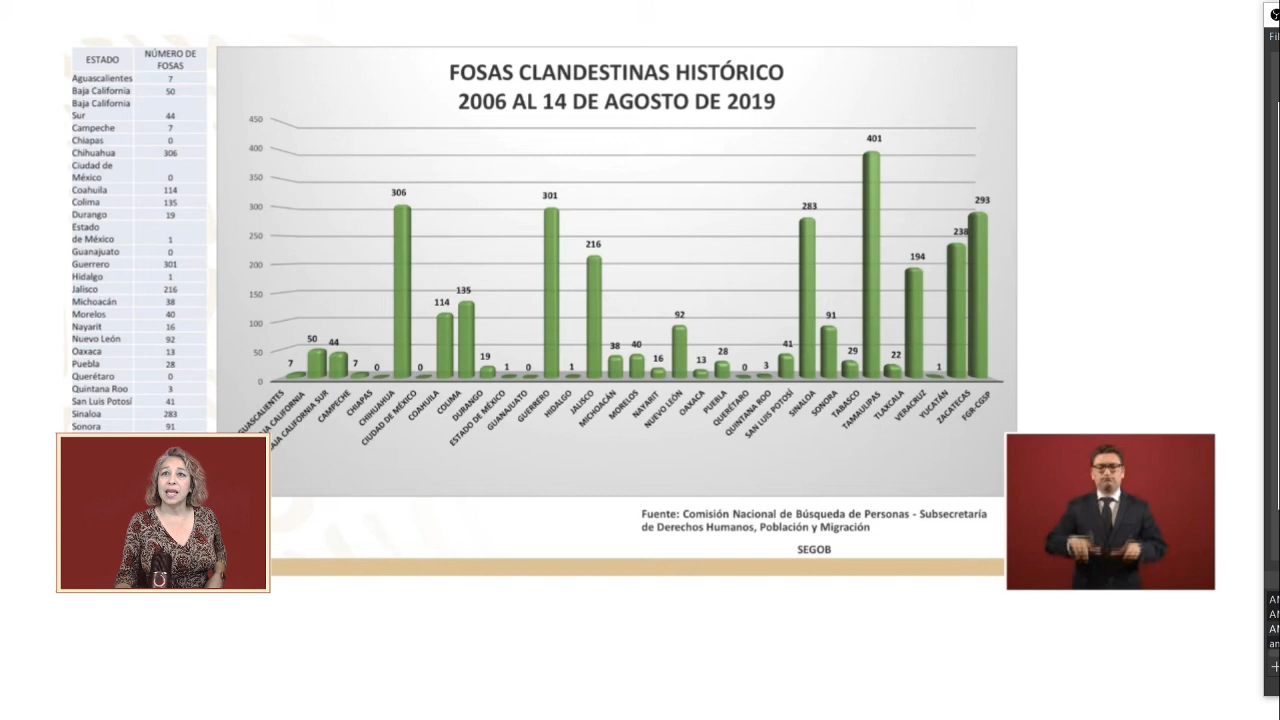 ESTADO NÚMERO DE
FOSAS
Aguascalientes 7
Baja California 50
Baja California
Sur 44
Campeche 7
Chiapas 0
Chihuahua 306
Ciudad de
México 0
Coahuila 114
Colima 135
Durango 19
Estado
de México 1
Guanajuato 0
Guerrero 301
Hidalgo 1
Jalisco 216
Michoacán 38
Morelos 40
Nayarit 16
Nuevo León 92
Oaxaca 13
Puebla 28
Querétaro 0
Quintana Roo 3
San Luis Potosí 41
Sinaloa 283
Sonora 91
FOSAS CLANDESTINAS HISTÓRICO
2006 AL 14 DE AGOSTO DE 2019
450
400
350
300
250
200
150
100
50
0
7
50
44
7
0
306
0
114
135
19
1
0
301
1
216
38
40
16
92
13
28
0
3
41
283
91
29
401
22
194
1
238
293
GUASCALIENTES
AJA CALIFORNIA
AJA CALIFORNIA SUR
CAMPECHE
CHIAPAS
CHIHUAHUA
CIUDAD DE MÉXICO
COAHUILA
COLIMA
DURANGO
ESTADO DE MÉXICO
GUANAJUATO
GUERRERO
HIDALGO
JALISCO
MICHOACÁN
MORELOS
NAYARIT
NUEVO LEÓN
OAXACA
PUEBLA
QUERÉTARO
QUINTANA ROO
SAN LUIS POTOSÍ
SINALOA
SONORA
TABASCO
TAMAULIPAS
TLAXCALA
VERACRUZ
YUCATÁN
ZACATECAS
FGR-CGSP
Fuente: Comisión Nacional de Búsqueda de Personas - Subsecretaría
de Derechos Humanos, Población y Migración
SEGOB